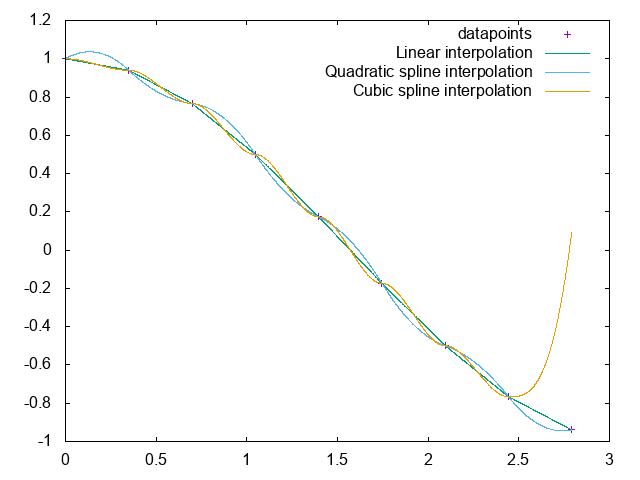 1.2
1
0.8
0.6
0.4
0.2
0
-0.2
-0.4
-0.6
-0.8
-1
0 0.5 1 1.5 2 2.5 3
datapoints
Linear interpolation
Quadratic spline interpolation
Cubic spline interpolation